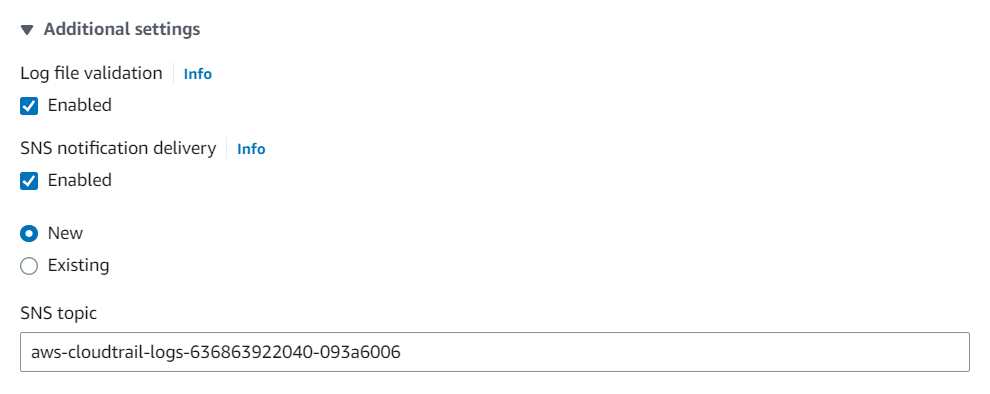 Additional settings
Log file validation Info
Enabled
SNS notification delivery Info
Enabled
New
Existing
SNS topic
aws-cloudtrail-logs-636863922040-093a6006